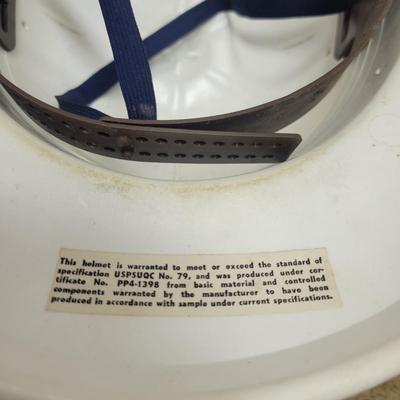 This helmet is warranted to meet or exceed the standard of
specification USPSUQC No. 79, and was produced under cer-
tificate No. PP4-1398 from basic material and controlled
components warranted by the manufacturer to have been
produced in accordance with sample under current specifications.